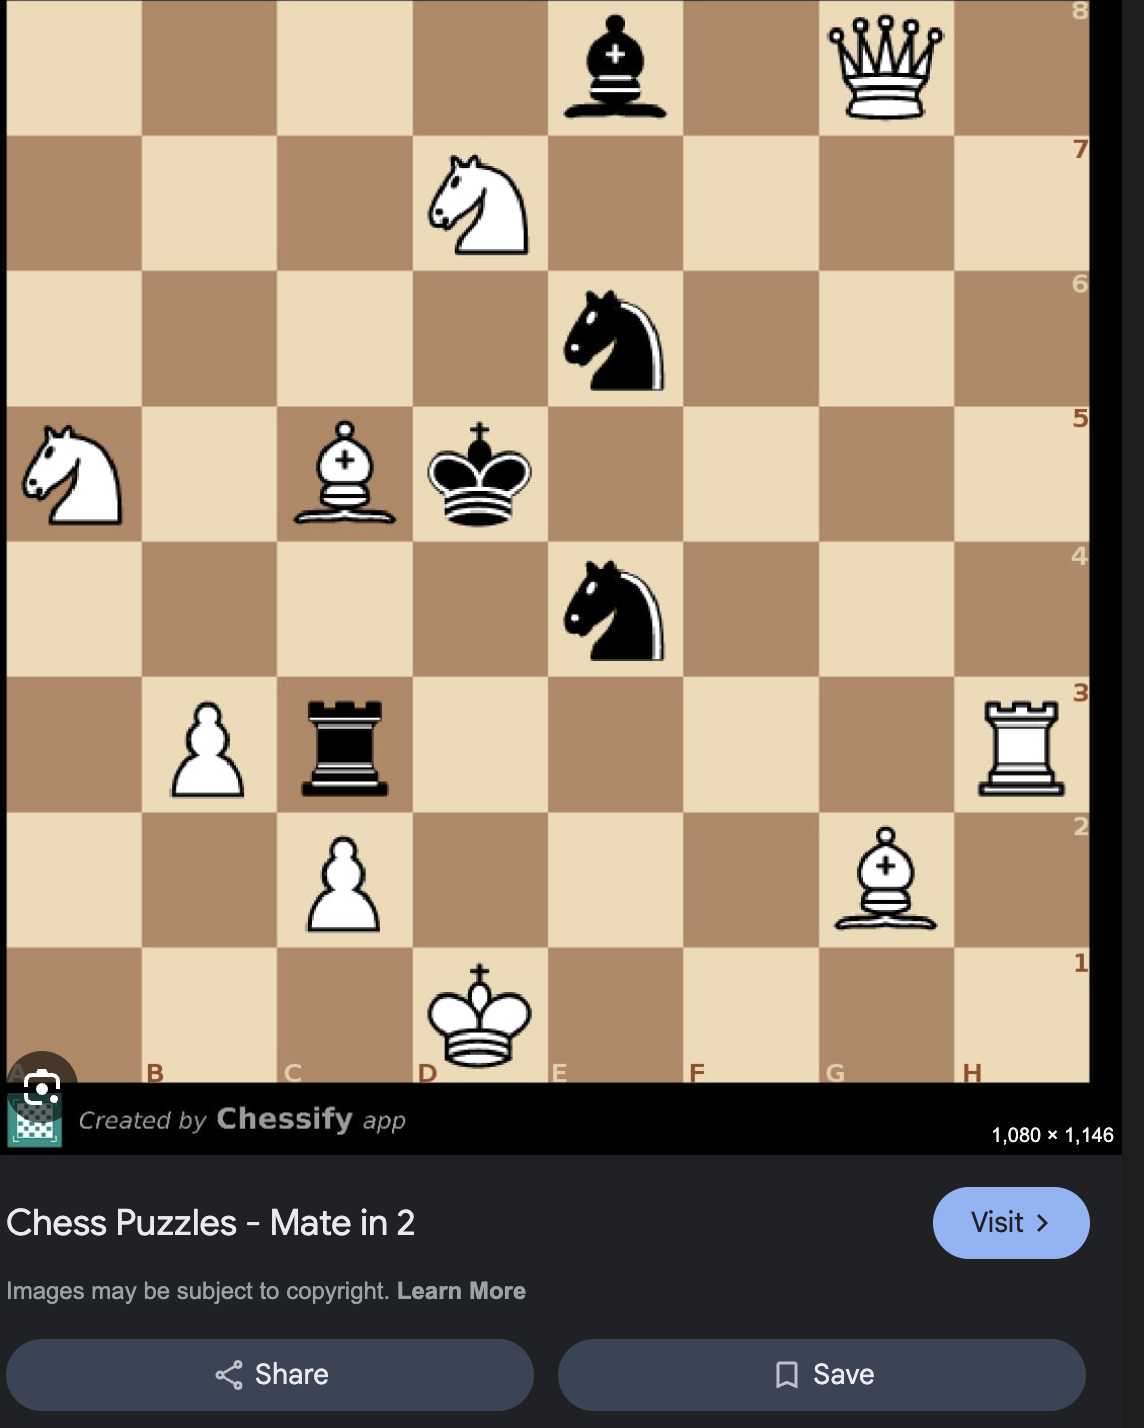 8
7
6
5
4
3
2
1
A B C D E F G H
Created by Chessify app
1,080 × 1,146
Chess Puzzles - Mate in 2
Visit
Images may be subject to copyright. Learn More
Share
Save